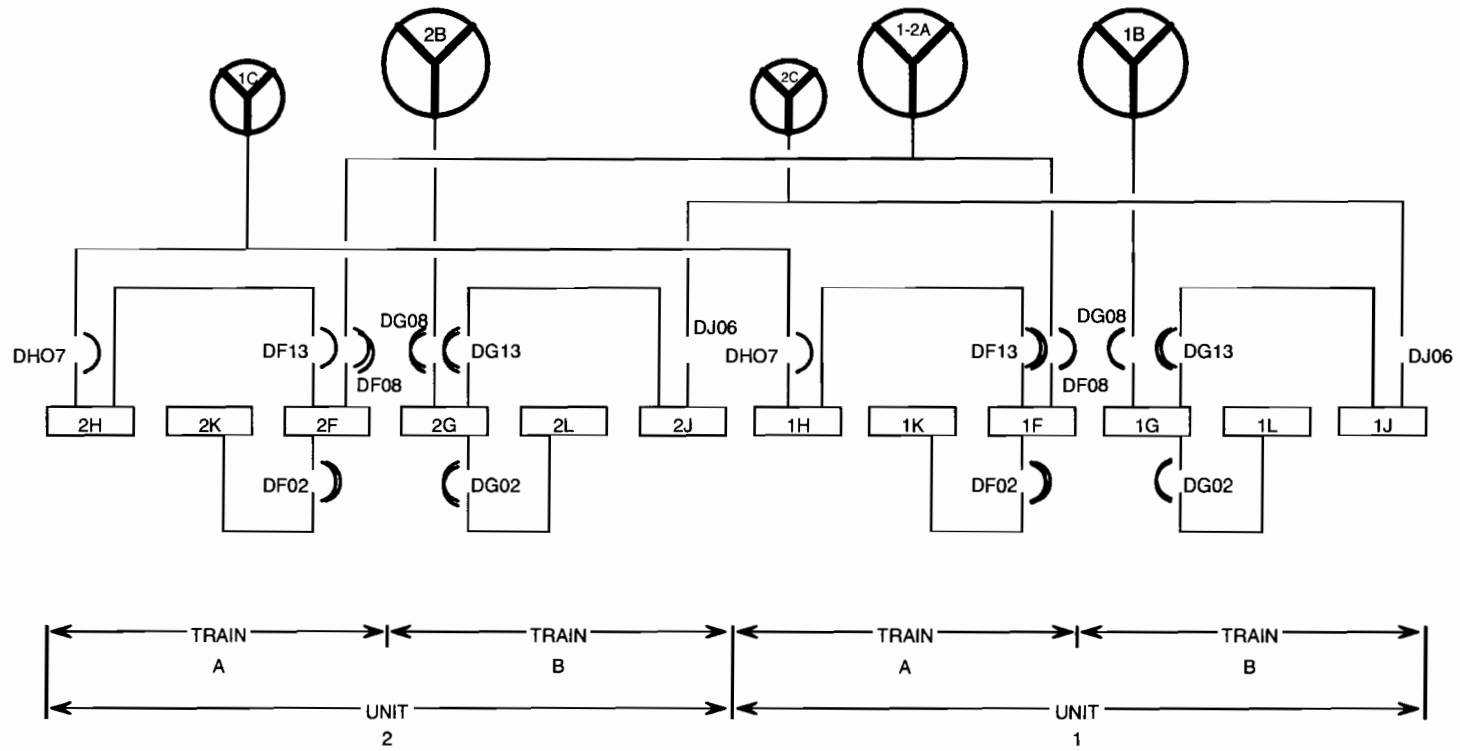 1C
2B
2C
1-2A
1B
DHO7
DF13
DF08
DG08
DG13
DJ06
DHO7
DF13
DF08
DG08
DG13
DJ06
2H
2K
2F
2G
2L
2J
1H
1K
1F
1G
1L
1J
DF02
DG02
DF02
DG02
TRAIN
A
TRAIN
B
TRAIN
A
TRAIN
B
UNIT
2
UNIT
1